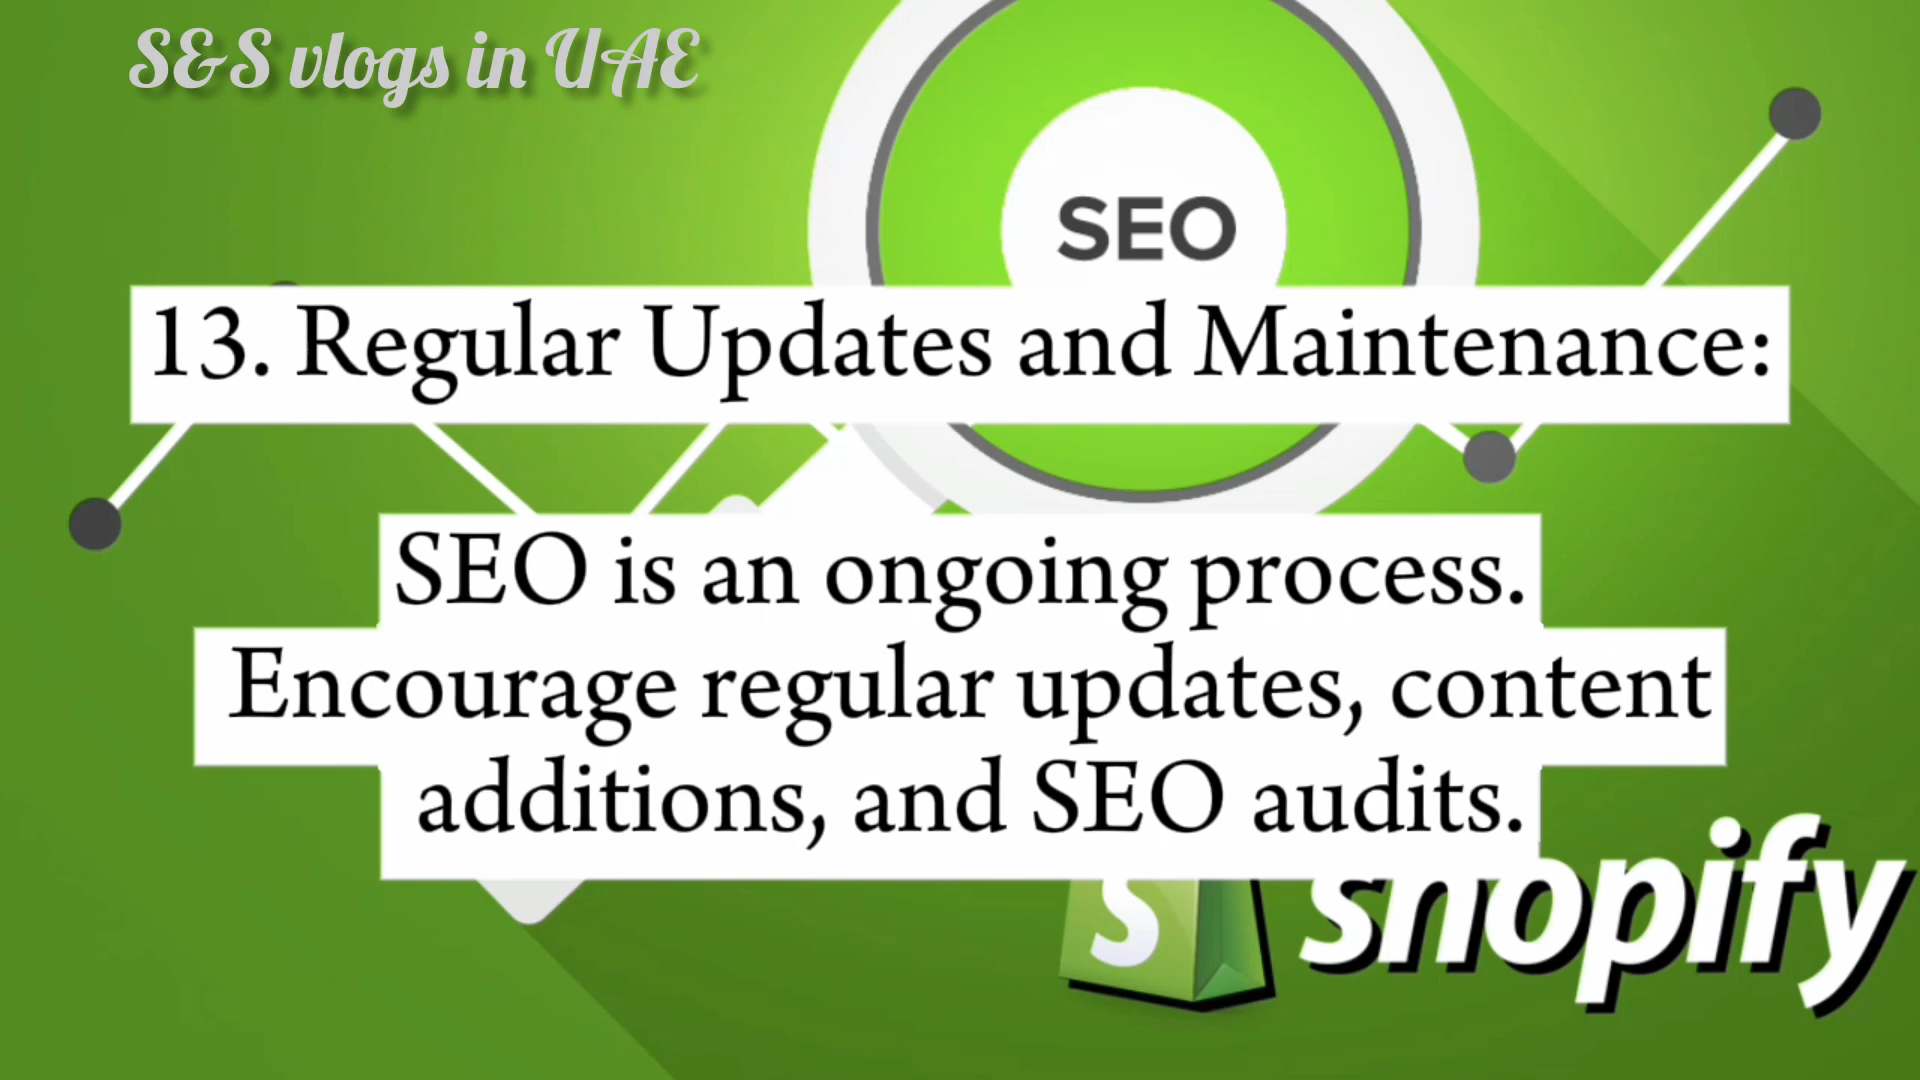 S&S vlogs in UAE
SEO
13. Regular Updates and Maintenance:
SEO is an ongoing process.
Encourage regular updates, content
additions, and SEO audits.
S shopify